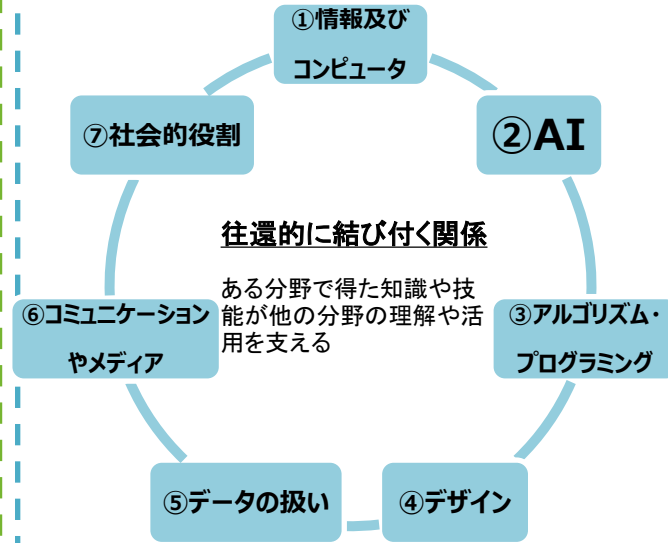 ①情報及び
コンピュータ
②AI
⑦社会的役割
往還的に結び付く関係
ある分野で得た知識や技
能が他の分野の理解や活
用を支える
③アルゴリズム・
プログラミング
⑥コミュニケーション
やメディア
⑤データの扱い
④デザイン